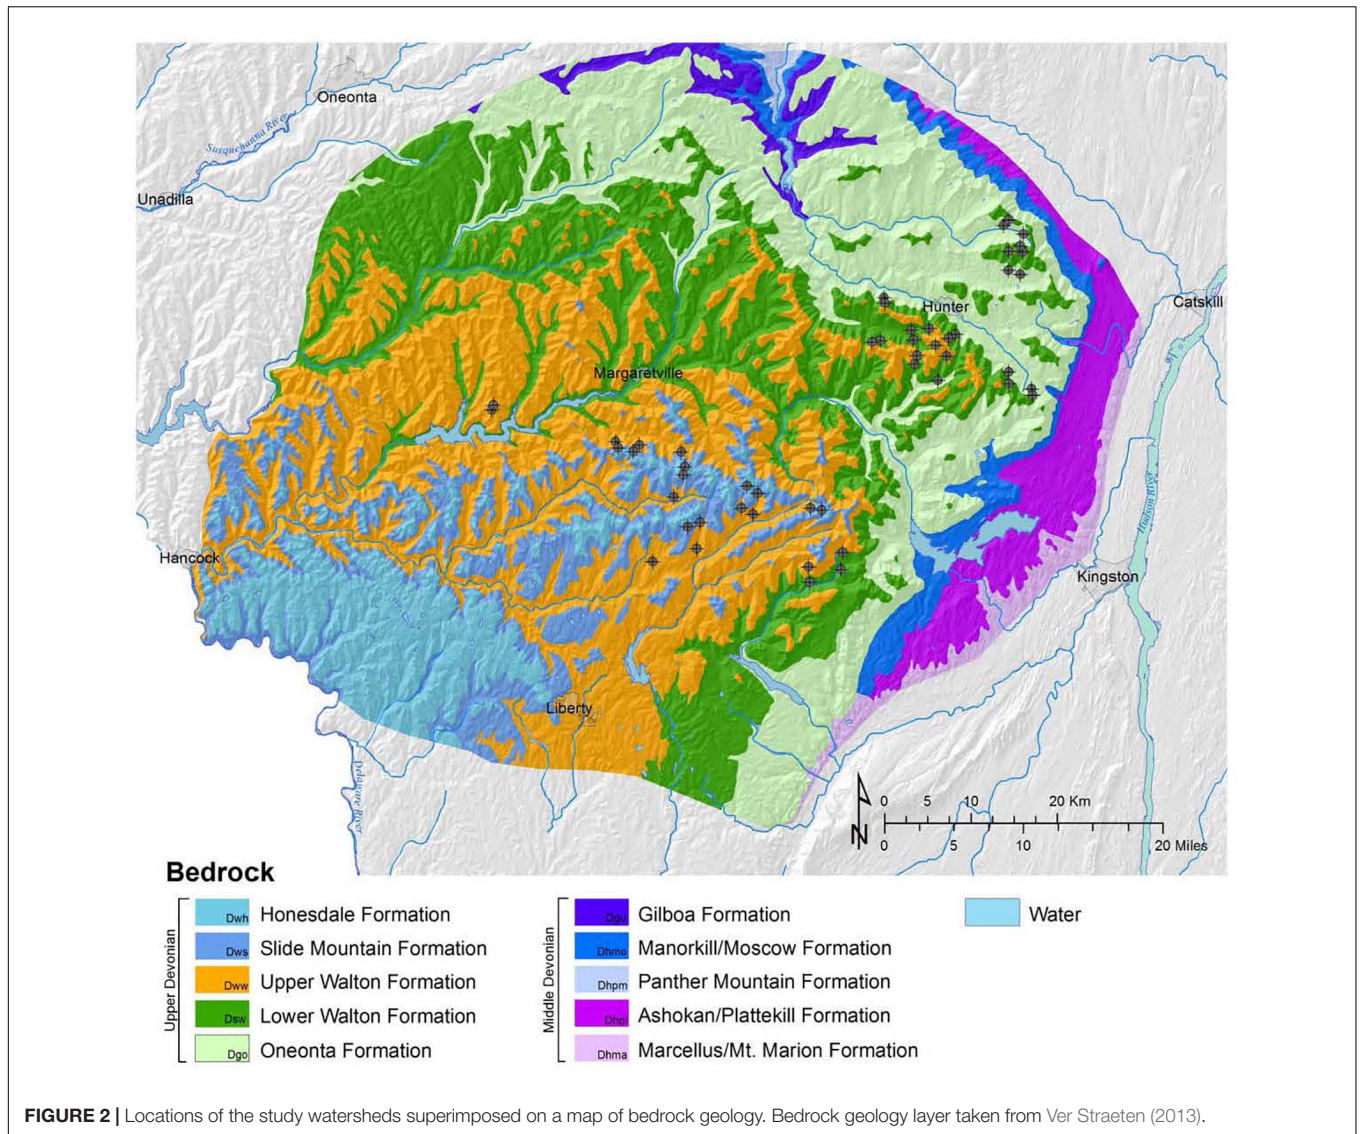 Oneonta
Susquehanna River
Unadilla
Hunter
Catskill
Margaretville
Hudson River
Hancock
Kingston
Liberty
Delaware River
N
0 5 10 20 Km
0 5 10 20 Miles
Bedrock
Upper Devonian
Dwh Honesdale Formation
Dws Slide Mountain Formation
Dww Upper Walton Formation
Dsw Lower Walton Formation
Dgo Oneonta Formation
Middle Devonian
Dgu Gilboa Formation
Dhmo Manorkill/Moscow Formation
Dhpm Panther Mountain Formation
Dhpl Ashokan/Plattekill Formation
Dhma Marcellus/Mt. Marion Formation
Water
FIGURE 2 | Locations of the study watersheds superimposed on a map of bedrock geology. Bedrock geology layer taken from Ver Straeten (2013).